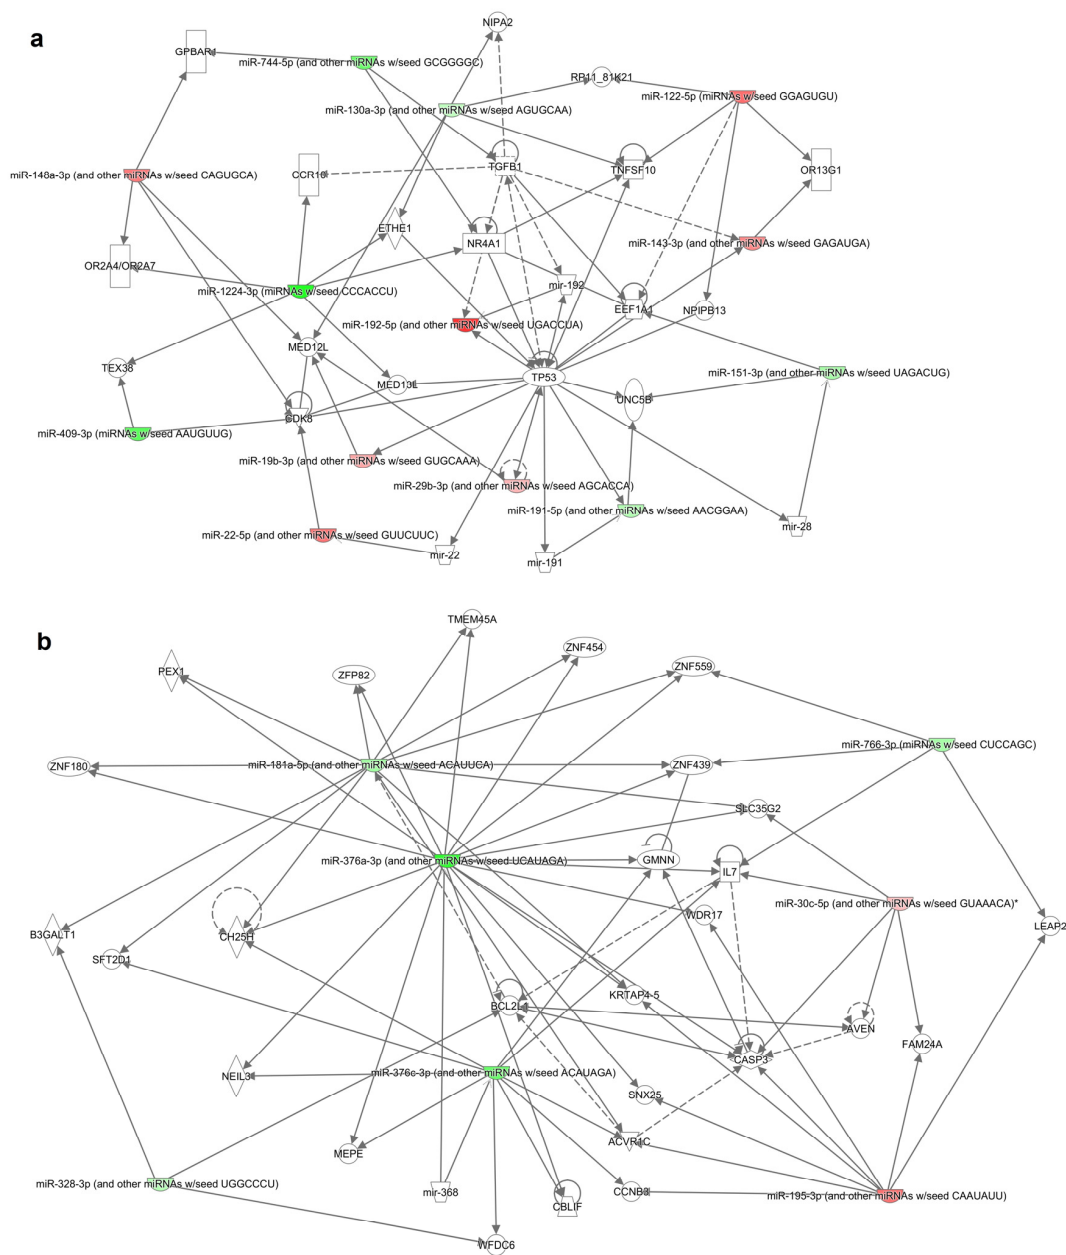 a
NIPA2
GPBAR1
miR-744-5p (and other miRNAs w/seed GCGGGGC)
RP11_81K21
miR-122-5p (miRNAs w/seed GGAGUGU)
miR-130a-3p (and other miRNAs w/seed AGUGCAA)
TGFB1
TNFSF10
OR13G1
miR-148a-3p (and other miRNAs w/seed CAGUGCA)
CCR10
ETHE1
NR4A1
miR-143-3p (and other miRNAs w/seed GAGAUGA)
OR2A4/OR2A7
miR-1224-3p (miRNAs w/seed CCCACCU)
mir-192
EEF1A1
NPIPB13
miR-192-5p (and other miRNAs w/seed UGACCUA)
MED12L
TEX38
MED13L
TP53
miR-151-3p (and other miRNAs w/seed UAGACUG)
UNC5B
CDK8
miR-409-3p (miRNAs w/seed AAUGUUG)
miR-19b-3p (and other miRNAs w/seed GUGCAAA)
miR-29b-3p (and other miRNAs w/seed AGCACCA)
miR-191-5p (and other miRNAs w/seed AACGGAA)
mir-28
miR-22-5p (and other miRNAs w/seed GUUCUUC)
mir-22
mir-191
b
TMEM45A
ZNF454
ZNF559
PEX1
ZFP82
miR-766-3p (miRNAs w/seed CUCCAGC)
ZNF180
miR-181a-5p (and other miRNAs w/seed ACAUUCA)
ZNF439
SLC35G2
miR-376a-3p (and other miRNAs w/seed UCAUAGA)
GMNN
IL7
miR-30c-5p (and other miRNAs w/seed GUAAACA)*
WDR17
LEAP2
B3GALT1
CH25H
SFT2D1
KRTAP4-5
BCL2L1
AVEN
FAM24A
CASP3
NEIL3
miR-376c-3p (and other miRNAs w/seed ACAUAGA)
SNX25
ACVR1C
MEPE
miR-328-3p (and other miRNAs w/seed UGGCCCU)
mir-368
CCNB3
miR-195-3p (and other miRNAs w/seed CAAUAUU)
CBLIF
WFDC6